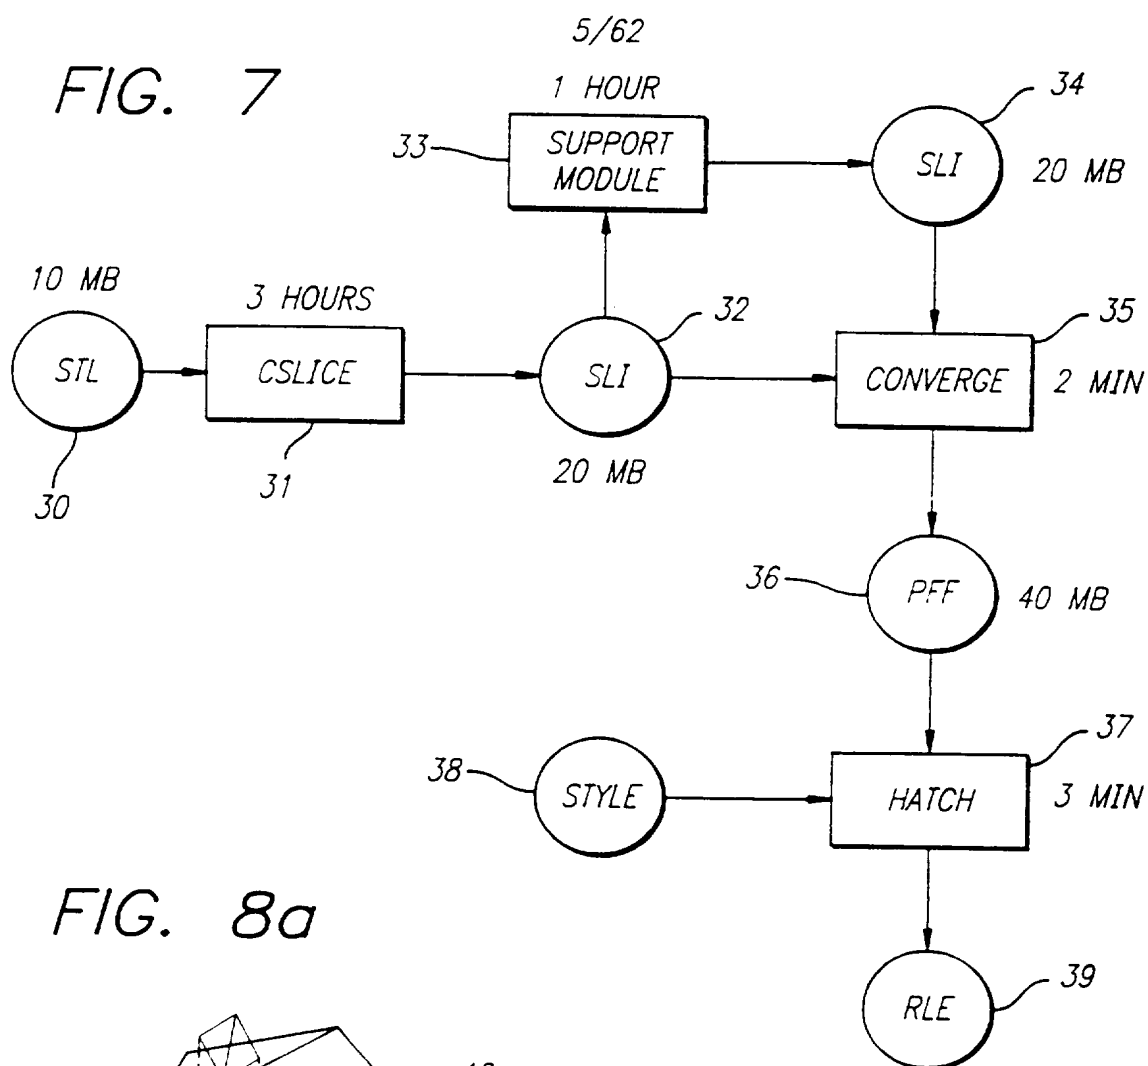 5/62
FIG. 7
1 HOUR
33
SUPPORT
MODULE
34
SLI
20 MB
10 MB
STL
30
3 HOURS
CSLICE
31
32
SLI
20 MB
35
CONVERGE
2 MIN
36
PFF
40 MB
37
38
STYLE
HATCH
3 MIN
FIG. 8a
39
RLE